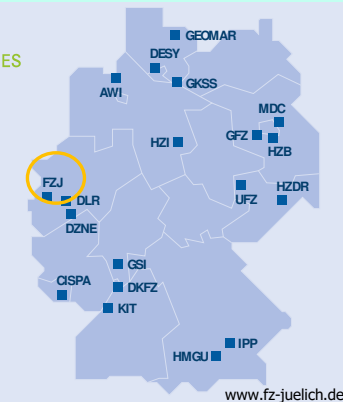 GEOMAR
DESY
ES
GKSS
AWI
MDC
GFZ
HZI
HZB
FZJ
HZDR
DLR
UFZ
DZNE
GSI
CISPA
DKFZ
KIT
IPP
HMGU
www.fz-juelich.de